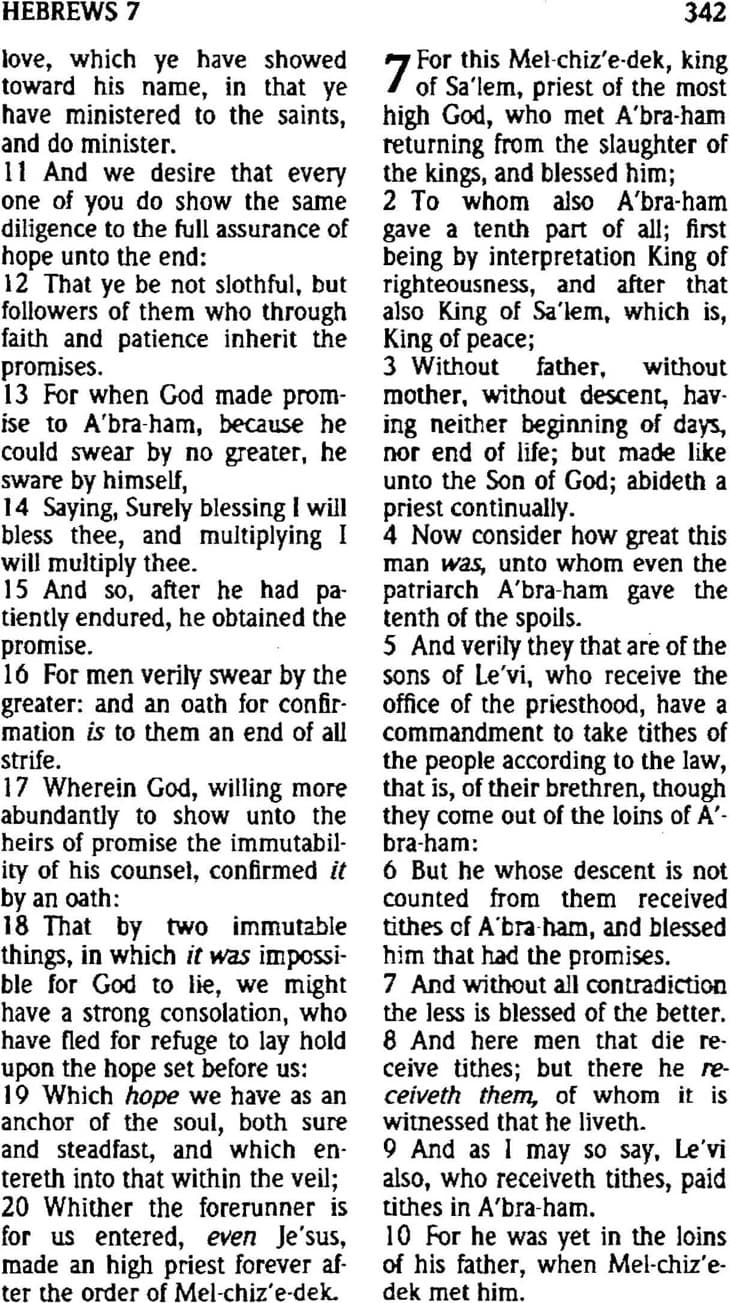 HEBREWS 7
342
love, which ye have showed
toward his name, in that ye
have ministered to the saints,
and do minister.
11 And we desire that every
one of you do show the same
diligence to the full assurance of
hope unto the end:
12 That ye be not slothful, but
followers of them who through
faith and patience inherit the
promises.
13 For when God made prom-
ise to A'bra-ham, because he
could swear by no greater, he
sware by himself,
14 Saying, Surely blessing I will
bless thee, and multiplying I
will multiply thee.
15 And so, after he had pa-
tiently endured, he obtained the
promise.
16 For men verily swear by the
greater: and an oath for confir-
mation is to them an end of all
strife.
17 Wherein God, willing more
abundantly to show unto the
heirs of promise the immutabil-
ity of his counsel, confirmed it
by an oath:
18 That by two immutable
things, in which it was impossi-
ble for God to lie, we might
have a strong consolation, who
have fled for refuge to lay hold
upon the hope set before us:
19 Which hope we have as an
anchor of the soul, both sure
and steadfast, and which en-
tereth into that within the veil;
20 Whither the forerunner is
for us entered, even Je'sus,
made an high priest forever af-
ter the order of Mel-chiz'e-dek.
7 For this Mel-chiz'e-dek, king
of Sa'lem, priest of the most
high God, who met A'bra-ham
returning from the slaughter of
the kings, and blessed him;
2 To whom also A'bra-ham
gave a tenth part of all; first
being by interpretation King of
righteousness, and after that
also King of Sa'lem, which is,
King of peace;
3 Without father, without
mother, without descent, hav-
ing neither beginning of days,
nor end of life; but made like
unto the Son of God; abideth a
priest continually.
4 Now consider how great this
man was, unto whom even the
patriarch A'bra-ham gave the
tenth of the spoils.
5 And verily they that are of the
sons of Le'vi, who receive the
office of the priesthood, have a
commandment to take tithes of
the people according to the law,
that is, of their brethren, though
they come out of the loins of A'-
bra-ham:
6 But he whose descent is not
counted from them received
tithes of A'bra-ham, and blessed
him that had the promises.
7 And without all contradiction
the less is blessed of the better.
8 And here men that die re-
ceive tithes; but there he re-
ceiveth them, of whom it is
witnessed that he liveth.
9 And as I may so say, Le'vi
also, who receiveth tithes, paid
tithes in A'bra-ham.
10 For he was yet in the loins
of his father, when Mel-chiz'e-
dek met him.